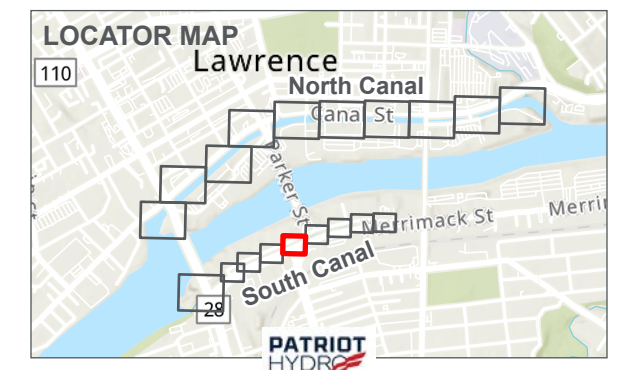 LOCATOR MAP
110
Lawrence
North Canal
Canal St
Parker St
Merrimack St
Merri
South Canal
28
PATRIOT
HYDRO